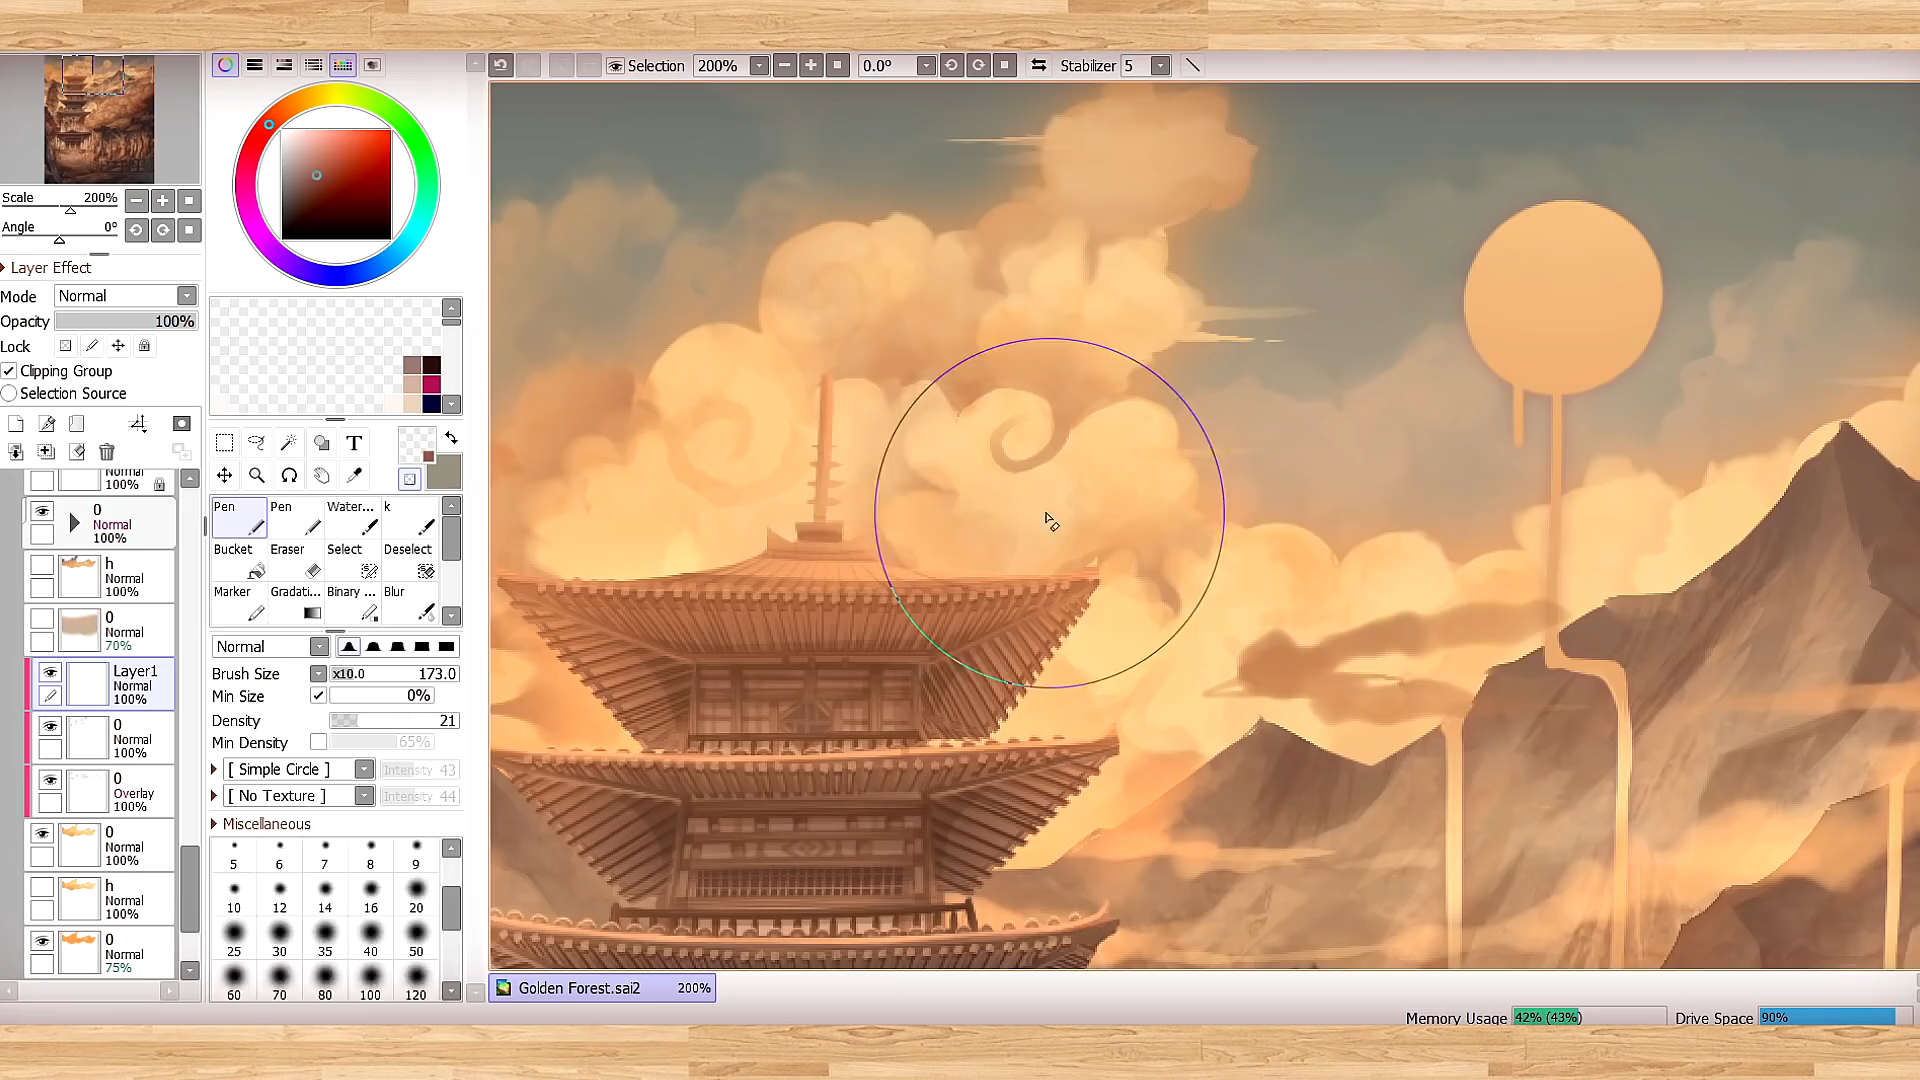 Selection 200% 0.0° Stabilizer 5
Scale 200%
Angle 0°
Layer Effect
Mode Normal
Opacity 100%
Lock
Clipping Group
Selection Source
Normal
100%
0
Normal
100%
h
Normal
100%
0
Normal
70%
Layer1
Normal
100%
0
Normal
100%
0
Overlay
100%
0
Normal
100%
h
Normal
100%
0
Normal
75%
T
Pen Pen Water... k
Bucket Eraser Select Deselect
Marker Gradati... Binary ... Blur
Normal
Brush Size x10.0 173.0
Min Size 0%
Density 21
Min Density 65%
[ Simple Circle ] Intensity 43
[ No Texture ] Intensity 44
Miscellaneous
5 6 7 8 9
10 12 14 16 20
25 30 35 40 50
60 70 80 100 120
Golden Forest.sai2 200%
Memory Usage 42% (43%) Drive Space 90%